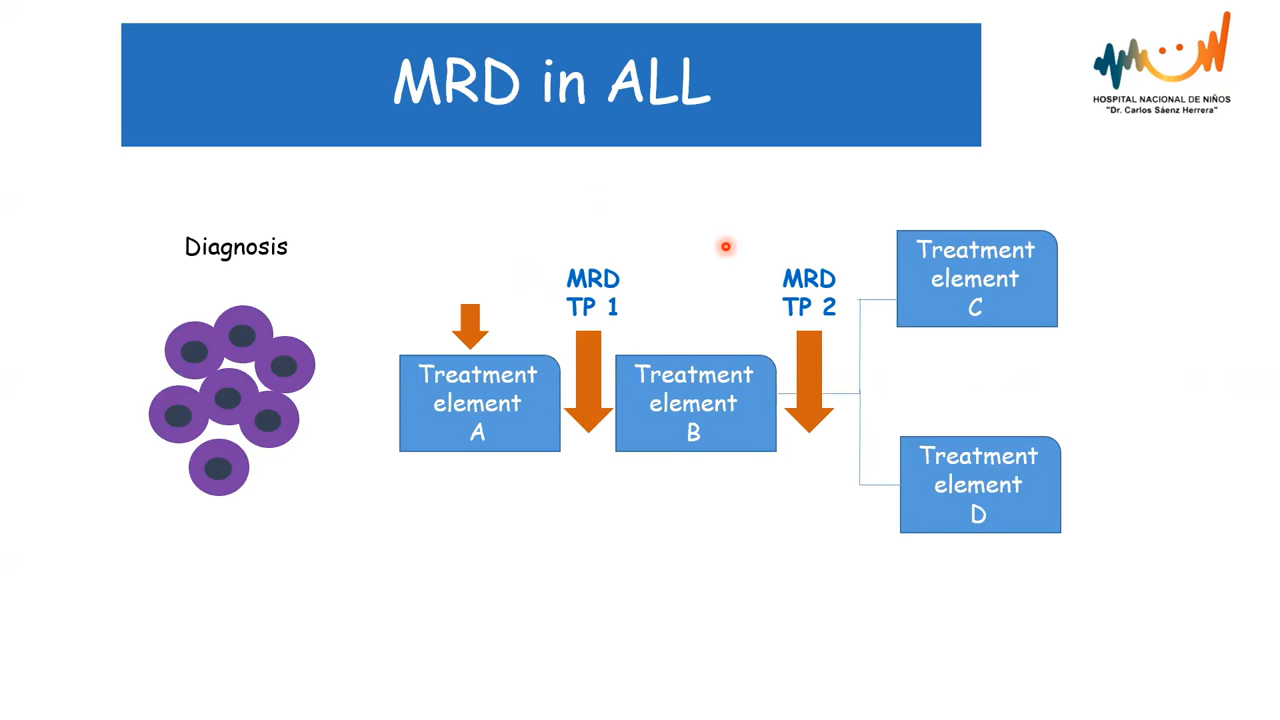 MRD in ALL
HOSPITAL NACIONAL DE NIÑOS
"Dr. Carlos Sáenz Herrera"
Diagnosis
MRD
TP 1
MRD
TP 2
Treatment
element
A
Treatment
element
B
Treatment
element
C
Treatment
element
D